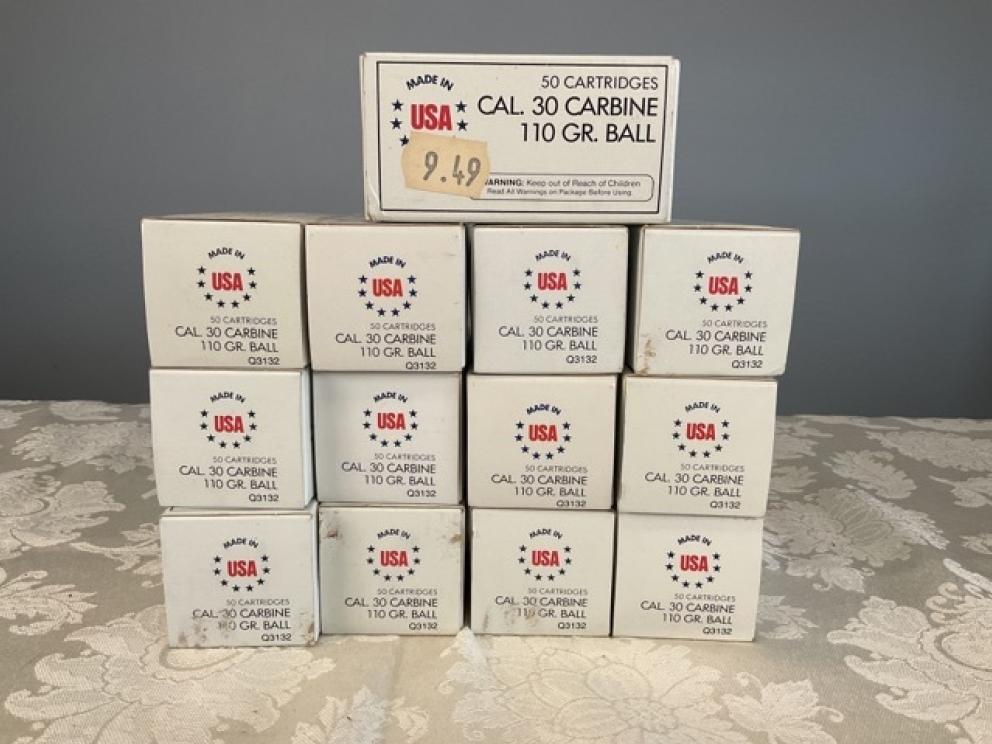 MADE IN
USA
50 CARTRIDGES
CAL. 30 CARBINE
110 GR. BALL
9.49
ARNING: Keep out of Reach of Children
Read All Warnings on Package Before Using.
MADE IN
USA
50 CARTRIDGES
CAL. 30 CARBINE
110 GR. BALL
Q3132
MADE IN
USA
50 CARTRIDGES
CAL. 30 CARBINE
110 GR. BALL
Q3132
MADE IN
USA
50 CARTRIDGES
CAL. 30 CARBINE
110 GR. BALL
Q3132
MADE IN
USA
50 CARTRIDGES
CAL. 30 CARBINE
110 GR. BALL
Q3132
MADE IN
USA
CAL. 30 CARBINE
110 GR. BALL
Q3132
MADE IN
USA
50 CARTRIDGES
CAL. 30 CARBINE
110 GR. BALL
Q3132
MADE IN
USA
50 CARTRIDGES
CAL. 30 CARBINE
110 GR. BALL
Q3132
MADE IN
USA
50 CARTRIDGES
CAL. 30 CARBINE
110 GR. BALL
Q3132
MADE IN
USA
50 CARTRIDGES
CAL. 30 CARBINE
110 GR. BALL
Q3132
MADE IN
USA
50 CARTRIDGES
CAL. 30 CARBINE
110 GR. BALL
Q3132
MADE IN
USA
50 CARTRIDGES
CAL. 30 CARBINE
110 GR. BALL
Q3132
MADE IN
USA
50 CARTRIDGES
CAL. 30 CARBINE
110 GR. BALL
Q3132